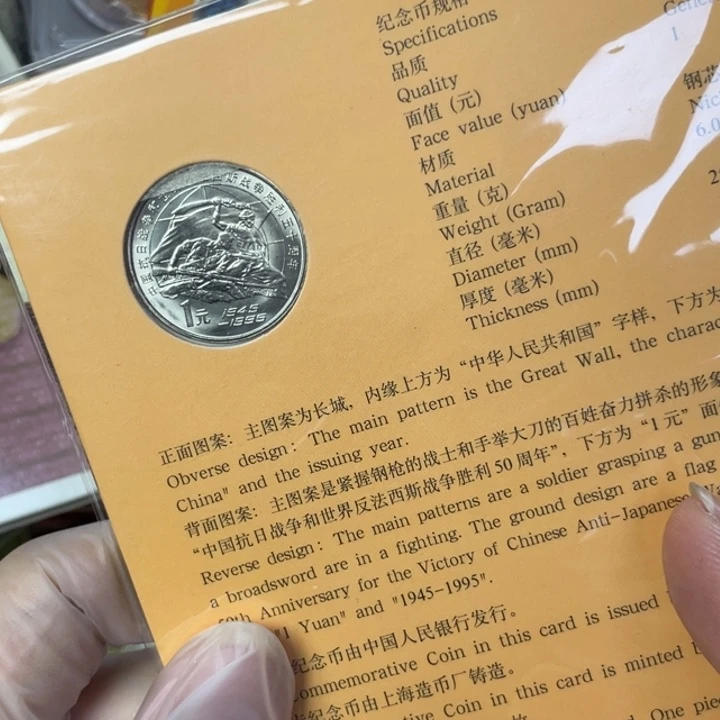 纪念币规格
Specifications
I
品质
Quality
面值 (元)
Face value (yuan)
钢芯
材质
Material
6.0
重量 (克)
Weight (Gram)
直径 (毫米)
Diameter (mm)
厚度 (毫米)
Thickness (mm)
1元 1945
-1995
正面图案: 主图案为长城, 内缘上方为“中华人民共和国”字样, 下方为
Obverse design: The main pattern is the Great Wall, the
China" and the issuing year.
背面图案: 主图案是紧握钢枪的战士和手举大刀的百姓奋力拼杀的形象
“中国抗日战争和世界反法西斯战争胜利50周年”, 下方为“1元”面
Reverse design: The main patterns are a soldier grasping a gun
a broadsword are in a fighting. The ground design are a flag
50th Anniversary for the Victory of Chinese Anti-Japanese
"1 Yuan" and "1945-1995".
纪念币由中国人民银行发行。
Commemorative Coin in this card is issued
纪念币由上海造币厂铸造。
Coin in this card is minted
One